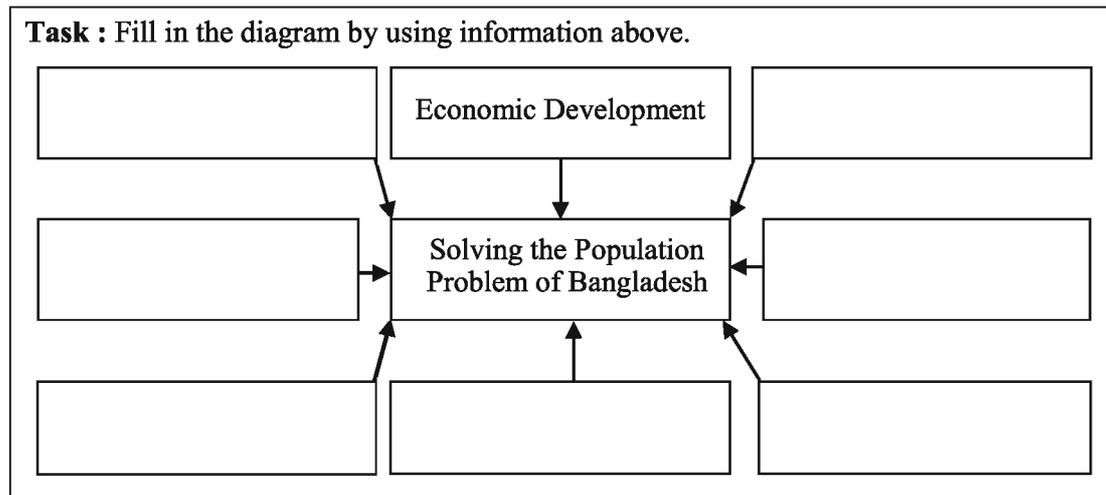 Task : Fill in the diagram by using information above.
Economic Development
Solving the Population
Problem of Bangladesh